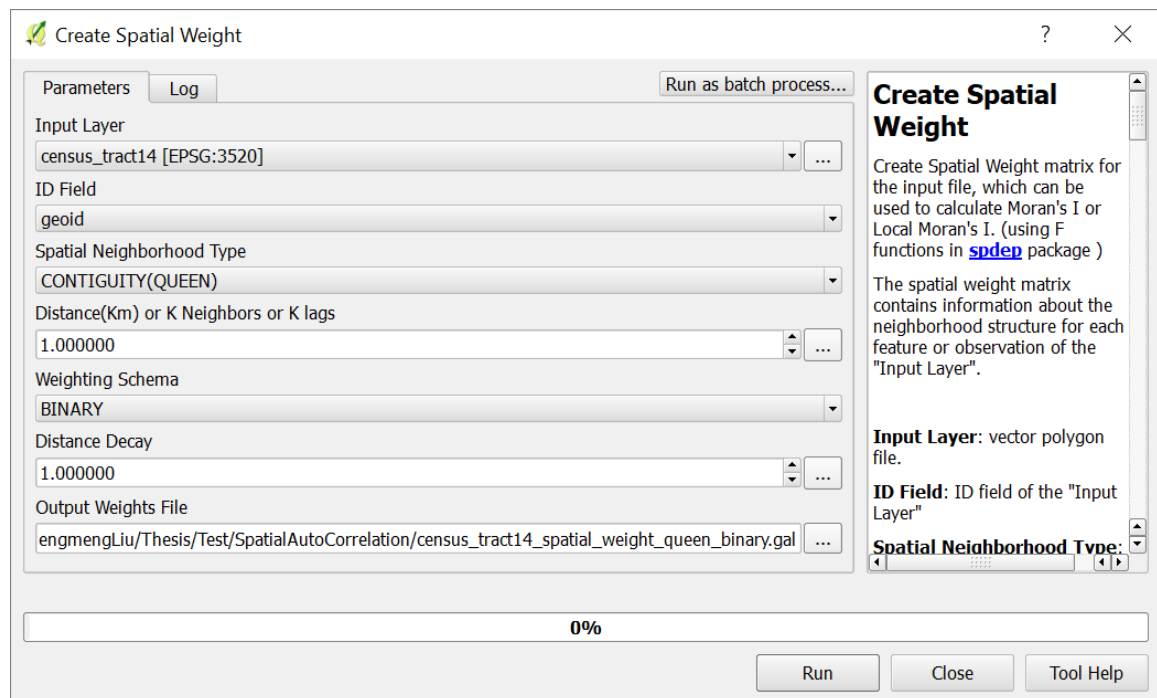 Create Spatial Weight
?
Parameters
Log
Run as batch process...
Input Layer
census_tract14 [EPSG:3520]
...
ID Field
geoid
Spatial Neighborhood Type
CONTIGUITY(QUEEN)
Distance(Km) or K Neighbors or K lags
1.000000
...
Weighting Schema
BINARY
Distance Decay
1.000000
...
Output Weights File
engmengLiu/Thesis/Test/SpatialAutoCorrelation/census_tract14_spatial_weight_queen_binary.gal
...
Create Spatial
Weight
Create Spatial Weight matrix for
the input file, which can be
used to calculate Moran's I or
Local Moran's I. (using F
functions in spdep package )
The spatial weight matrix
contains information about the
neighborhood structure for each
feature or observation of the
"Input Layer".
Input Layer: vector polygon
file.
ID Field: ID field of the "Input
Layer"
Spatial Neighborhood Type:
0%
Run
Close
Tool Help